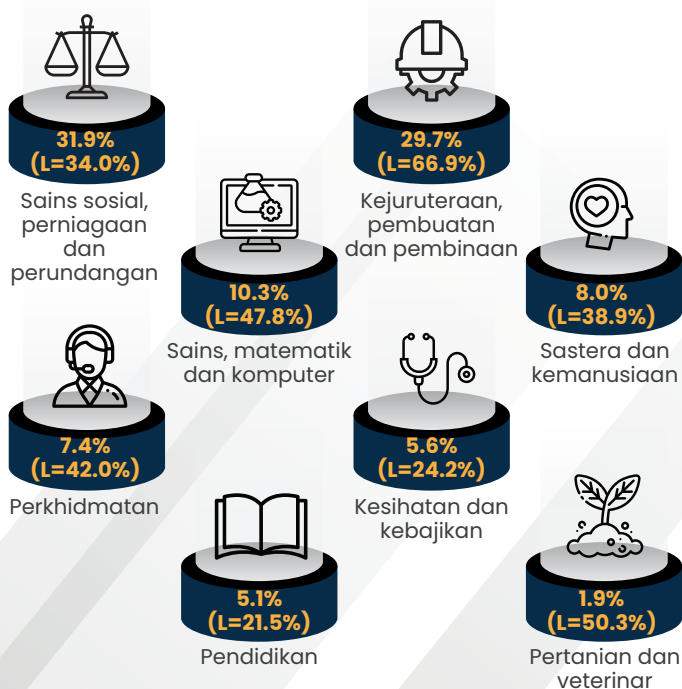 31.9%
(L=34.0%)
Sains sosial,
perniagaan
dan
perundangan
29.7%
(L=66.9%)
Kejuruteraan,
pembuatan
dan pembinaan
10.3%
(L=47.8%)
Sains, matematik
dan komputer
8.0%
(L=38.9%)
Sastera dan
kemanusiaan
7.4%
(L=42.0%)
Perkhidmatan
5.6%
(L=24.2%)
Kesihatan dan
kebajikan
5.1%
(L=21.5%)
Pendidikan
1.9%
(L=50.3%)
Pertanian dan
veterinar